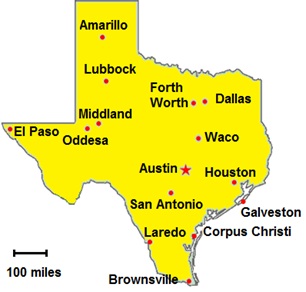 Amarillo
Lubbock
Fort
Worth
Dallas
Middland
El Paso
Oddesa
Waco
Austin
Houston
San Antonio
Galveston
Laredo
Corpus Christi
100 miles
Brownsville